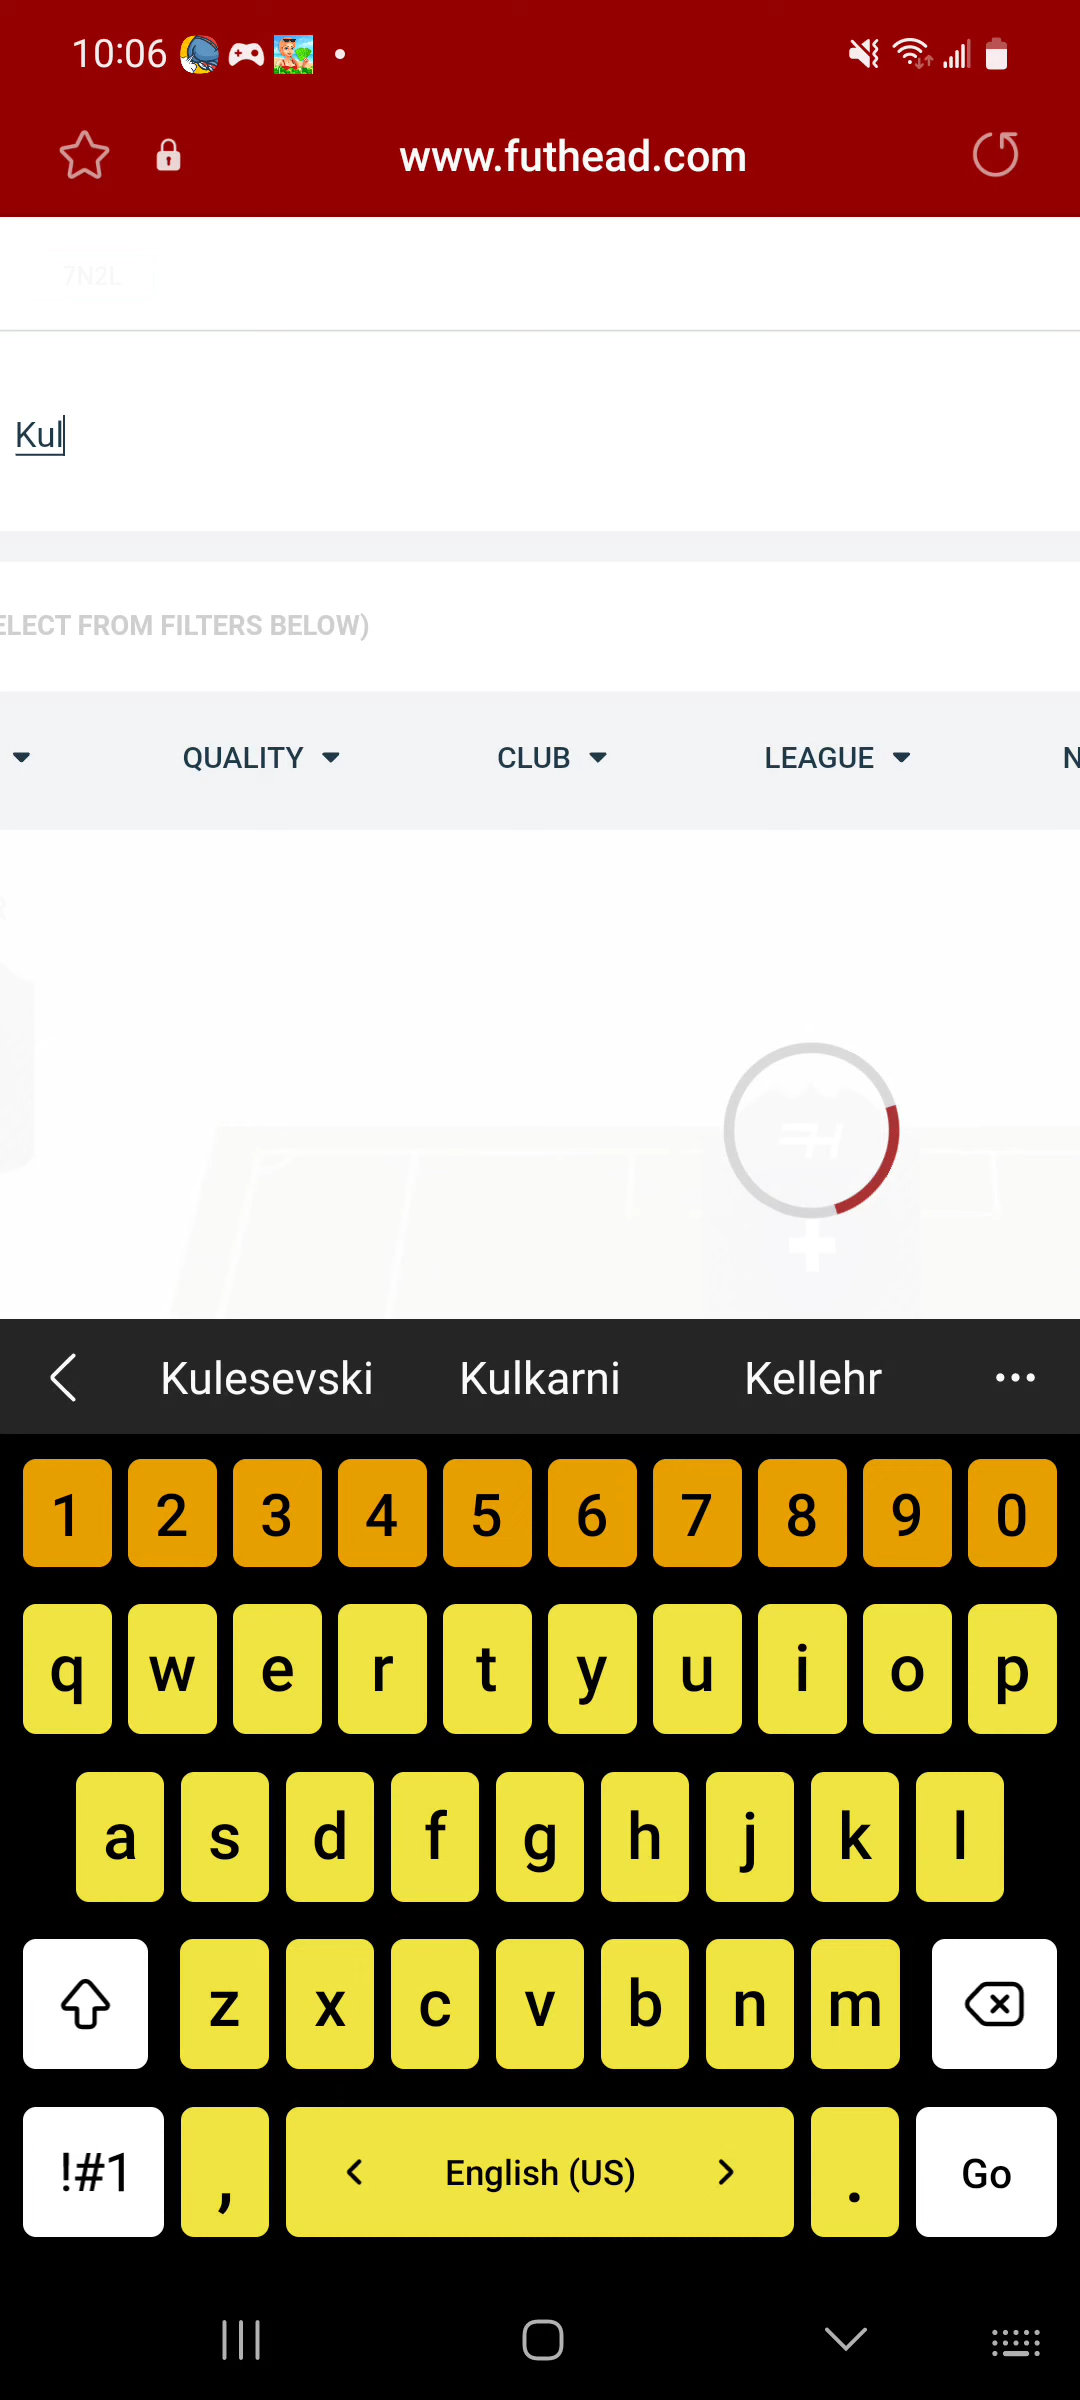 10:06
www.futhead.com
7N2L
Kul
ELECT FROM FILTERS BELOW)
QUALITY CLUB LEAGUE N
Kulesevski Kulkarni Kellehr ...
1 2 3 4 5 6 7 8 9 0
q w e r t y u i o p
a s d f g h j k l
z x c v b n m
!#1 , < English (US) > . Go